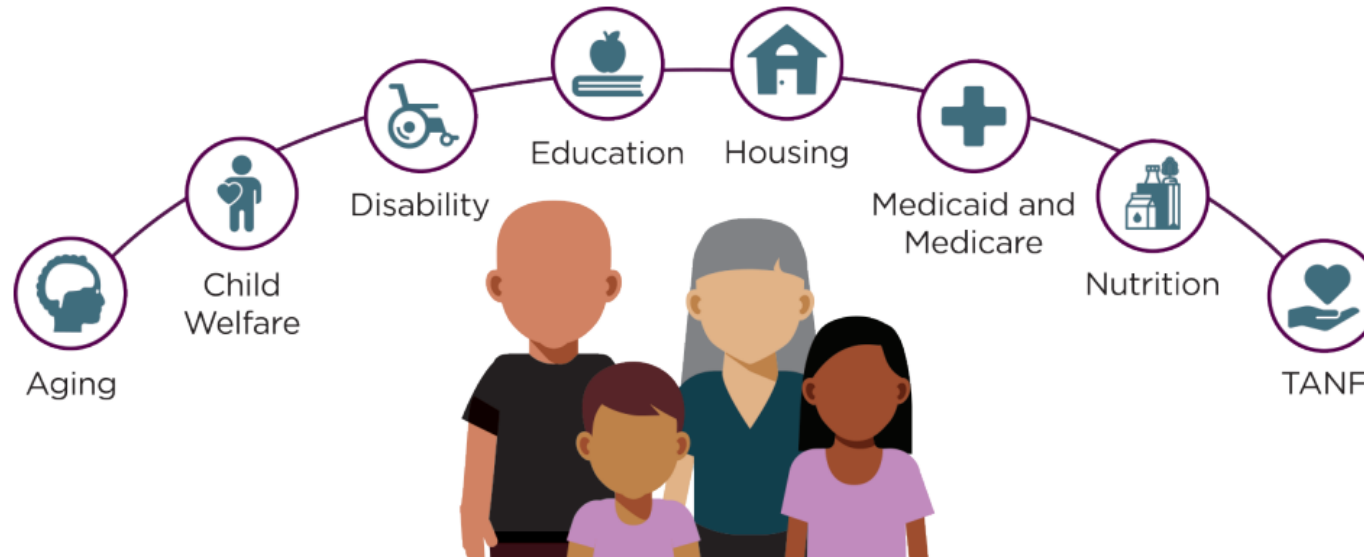 Aging
Child
Welfare
Disability
Education
Housing
Medicaid and
Medicare
Nutrition
TANF